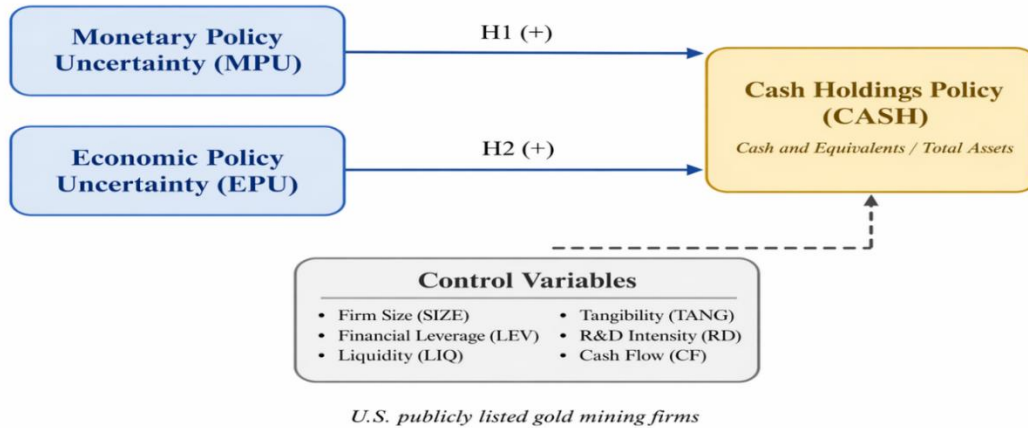 Monetary Policy
Uncertainty (MPU)
H1 (+)
Economic Policy
Uncertainty (EPU)
H2 (+)
Cash Holdings Policy
(CASH)
Cash and Equivalents / Total Assets
Control Variables
• Firm Size (SIZE)
• Financial Leverage (LEV)
• Liquidity (LIQ)
• Tangibility (TANG)
• R&D Intensity (RD)
• Cash Flow (CF)
U.S. publicly listed gold mining firms